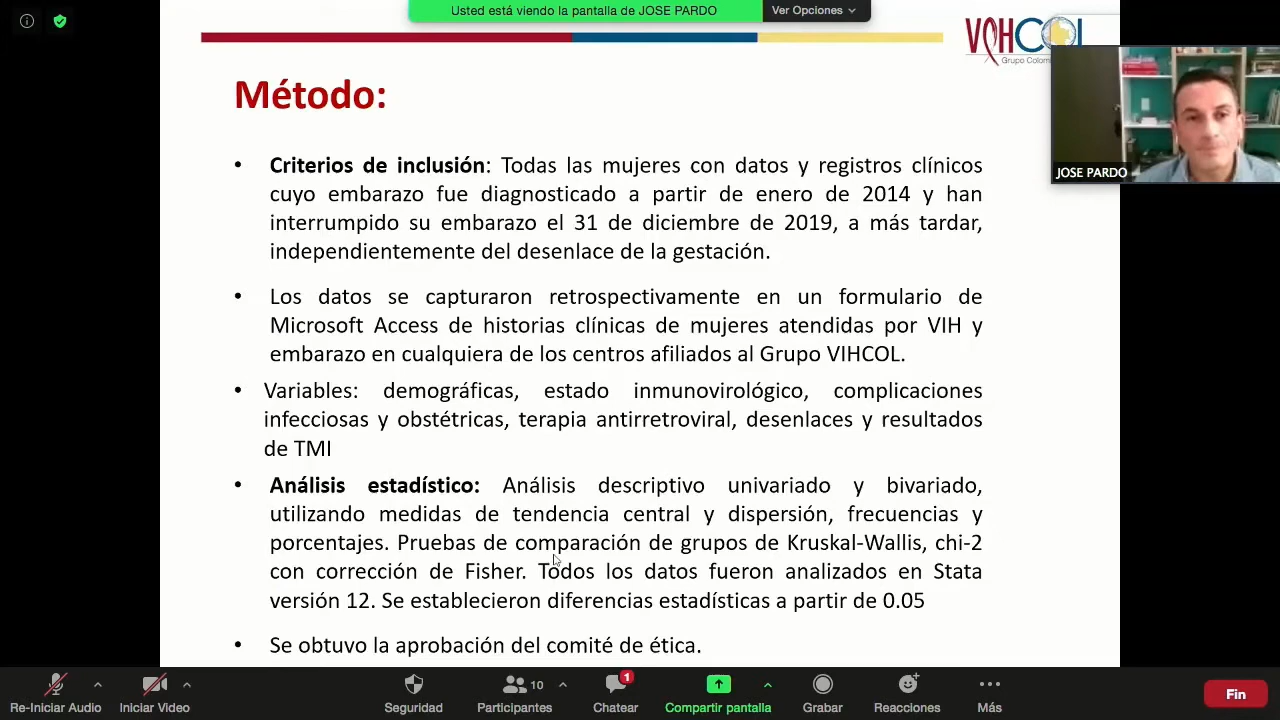 Usted está viendo la pantalla de JOSE PARDO
Ver Opciones
VIHCOL
Grupo Colom
JOSE PARDO
Método:
• Criterios de inclusión: Todas las mujeres con datos y registros clínicos
cuyo embarazo fue diagnosticado a partir de enero de 2014 y han
interrumpido su embarazo el 31 de diciembre de 2019, a más tardar,
independientemente del desenlace de la gestación.
• Los datos se capturaron retrospectivamente en un formulario de
Microsoft Access de historias clínicas de mujeres atendidas por VIH y
embarazo en cualquiera de los centros afiliados al Grupo VIHCOL.
• Variables: demográficas, estado inmunovirológico, complicaciones
infecciosas y obstétricas, terapia antirretroviral, desenlaces y resultados
de TMI
• Análisis estadístico: Análisis descriptivo univariado y bivariado,
utilizando medidas de tendencia central y dispersión, frecuencias y
porcentajes. Pruebas de comparación de grupos de Kruskal-Wallis, chi-2
con corrección de Fisher. Todos los datos fueron analizados en Stata
versión 12. Se establecieron diferencias estadísticas a partir de 0.05
• Se obtuvo la aprobación del comité de ética.
10
1
Re-Iniciar Audio
Iniciar Video
Seguridad
Participantes
Chatear
Compartir pantalla
Grabar
Reacciones
Más
Fin